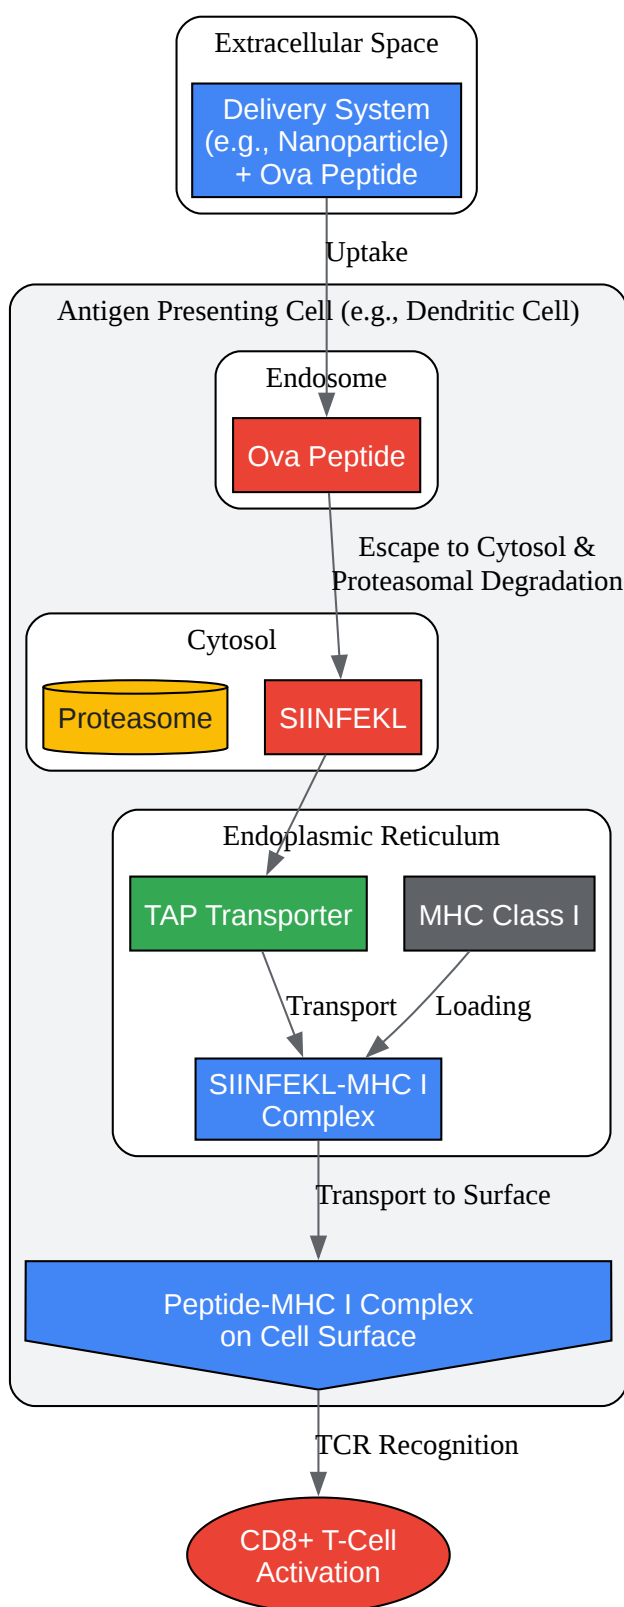 Extracellular Space
Delivery System
(e.g., Nanoparticle)
+ Ova Peptide
Uptake
Antigen Presenting Cell (e.g., Dendritic Cell)
Endosome
Ova Peptide
Escape to Cytosol &
Proteasomal Degradation
Cytosol
Proteasome
SIINFEKL
Endoplasmic Reticulum
TAP Transporter
MHC Class I
Transport
Loading
SIINFEKL-MHC I
Complex
Transport to Surface
Peptide-MHC I Complex
on Cell Surface
TCR Recognition
CD8+ T-Cell
Activation